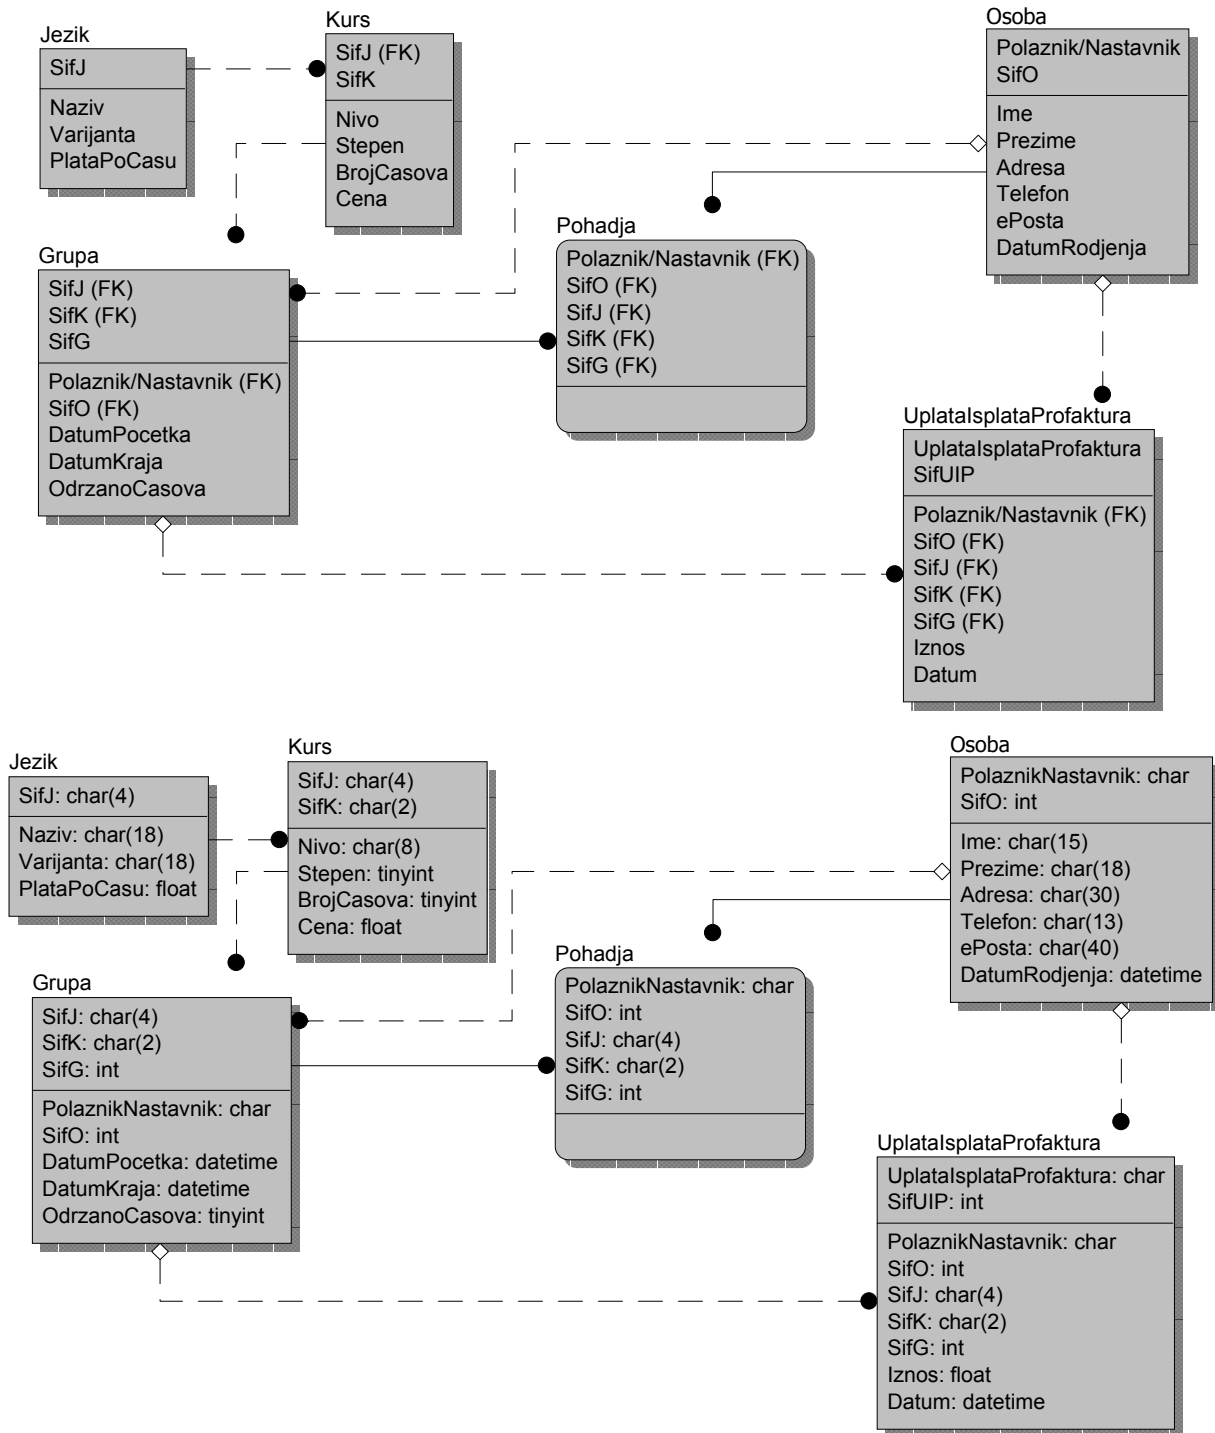 Jezik
SifJ
Naziv
Varijanta
PlataPoCasu
Kurs
SifJ (FK)
SifK
Nivo
Stepen
BrojCasova
Cena
Osoba
Polaznik/Nastavnik
SifO
Ime
Prezime
Adresa
Telefon
ePosta
DatumRodjenja
Grupa
SifJ (FK)
SifK (FK)
SifG
Polaznik/Nastavnik (FK)
SifO (FK)
DatumPocetka
DatumKraja
OdrzanoCasova
Pohadja
Polaznik/Nastavnik (FK)
SifO (FK)
SifJ (FK)
SifK (FK)
SifG (FK)
UplataIsplataProfaktura
UplataIsplataProfaktura
SifUIP
Polaznik/Nastavnik (FK)
SifO (FK)
SifJ (FK)
SifK (FK)
SifG (FK)
Iznos
Datum
Jezik
SifJ: char(4)
Naziv: char(18)
Varijanta: char(18)
PlataPoCasu: float
Kurs
SifJ: char(4)
SifK: char(2)
Nivo: char(8)
Stepen: tinyint
BrojCasova: tinyint
Cena: float
Osoba
PolaznikNastavnik: char
SifO: int
Ime: char(15)
Prezime: char(18)
Adresa: char(30)
Telefon: char(13)
ePosta: char(40)
DatumRodjenja: datetime
Grupa
SifJ: char(4)
SifK: char(2)
SifG: int
PolaznikNastavnik: char
SifO: int
DatumPocetka: datetime
DatumKraja: datetime
OdrzanoCasova: tinyint
Pohadja
PolaznikNastavnik: char
SifO: int
SifJ: char(4)
SifK: char(2)
SifG: int
UplataIsplataProfaktura
UplataIsplataProfaktura: char
SifUIP: int
PolaznikNastavnik: char
SifO: int
SifJ: char(4)
SifK: char(2)
SifG: int
Iznos: float
Datum: datetime